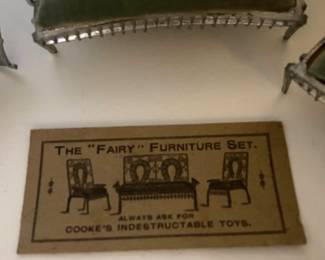 THE "FAIRY" FURNITURE SET.
ALWAYS ASK FOR
COOKE'S INDESTRUCTABLE TOYS.